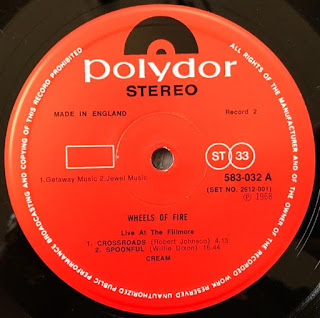 polydor
STEREO
MADE IN ENGLAND
Record 2
1.Getaway Music 2.Jewel Music
ST 33
583-032 A
(SET NO. 2612-001)
℗ 1968
WHEELS OF FIRE
Live At The Fillmore
1. CROSSROADS (Robert Johnson) 4.13
2. SPOONFUL (Willie Dixon) 16.44
CREAM
ALL RIGHTS OF THE MANUFACTURER AND OF THE OWNER OF THE RECORDED WORK RESERVED UNAUTHORIZED PUBLIC PERFORMANCE BROADCASTING AND COPYING OF THIS RECORD PROHIBITED